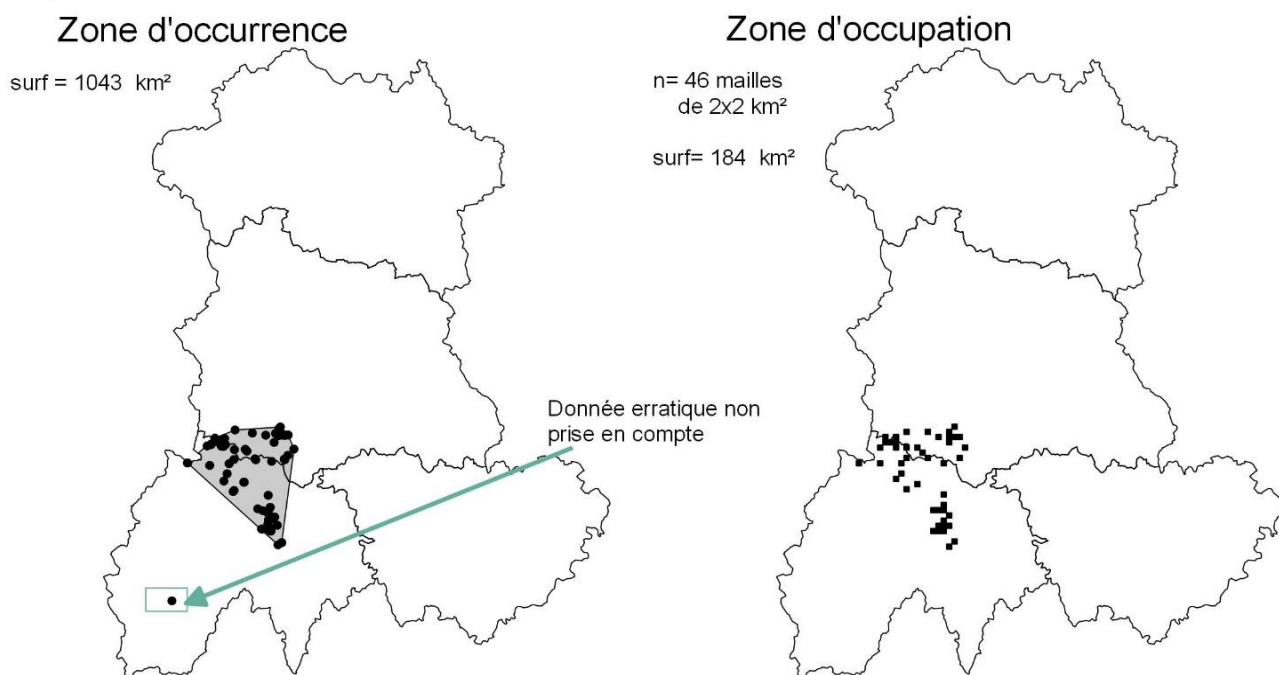 Zone d'occurrence
surf = 1043 km²
Donnée erratique non
prise en compte
Zone d'occupation
n= 46 mailles
de 2x2 km²
surf= 184 km²